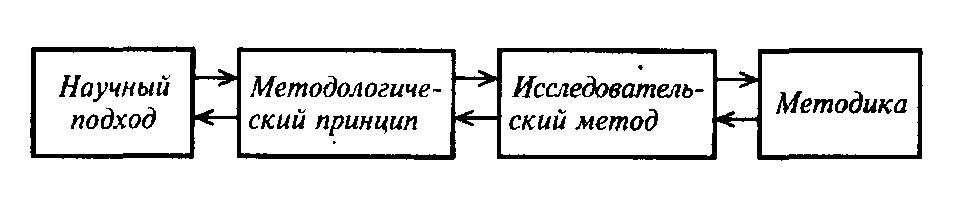 Научный
подход
Методологиче-
ский принцип
Исследователь-
ский метод
Методика